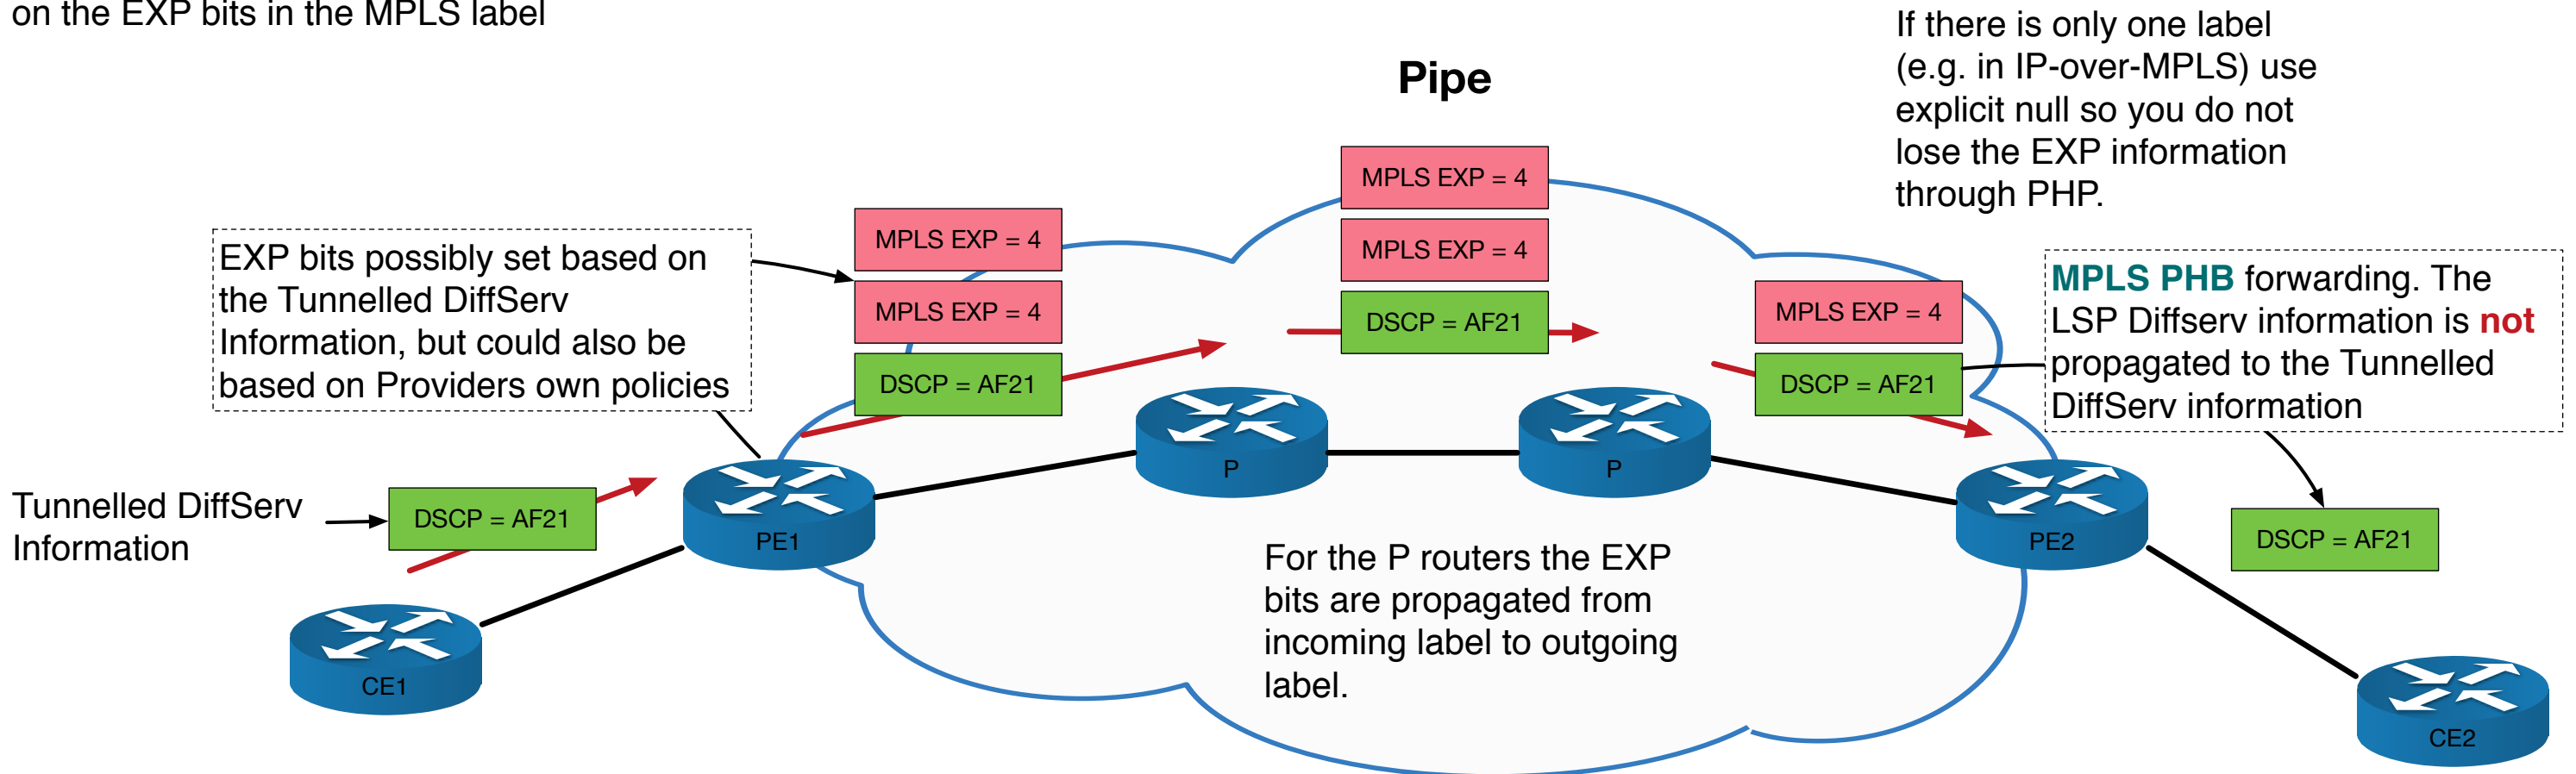 on the EXP bits in the MPLS label
If there is only one label
(e.g. in IP-over-MPLS) use
explicit null so you do not
lose the EXP information
through PHP.
Pipe
EXP bits possibly set based on
the Tunnelled DiffServ
Information, but could also be
based on Providers own policies
MPLS EXP = 4
MPLS EXP = 4
DSCP = AF21
MPLS EXP = 4
MPLS EXP = 4
DSCP = AF21
MPLS EXP = 4
DSCP = AF21
MPLS PHB forwarding. The
LSP Diffserv information is not
propagated to the Tunnelled
DiffServ information
Tunnelled DiffServ
Information
DSCP = AF21
PE1
P
P
PE2
DSCP = AF21
For the P routers the EXP
bits are propagated from
incoming label to outgoing
label.
CE1
CE2